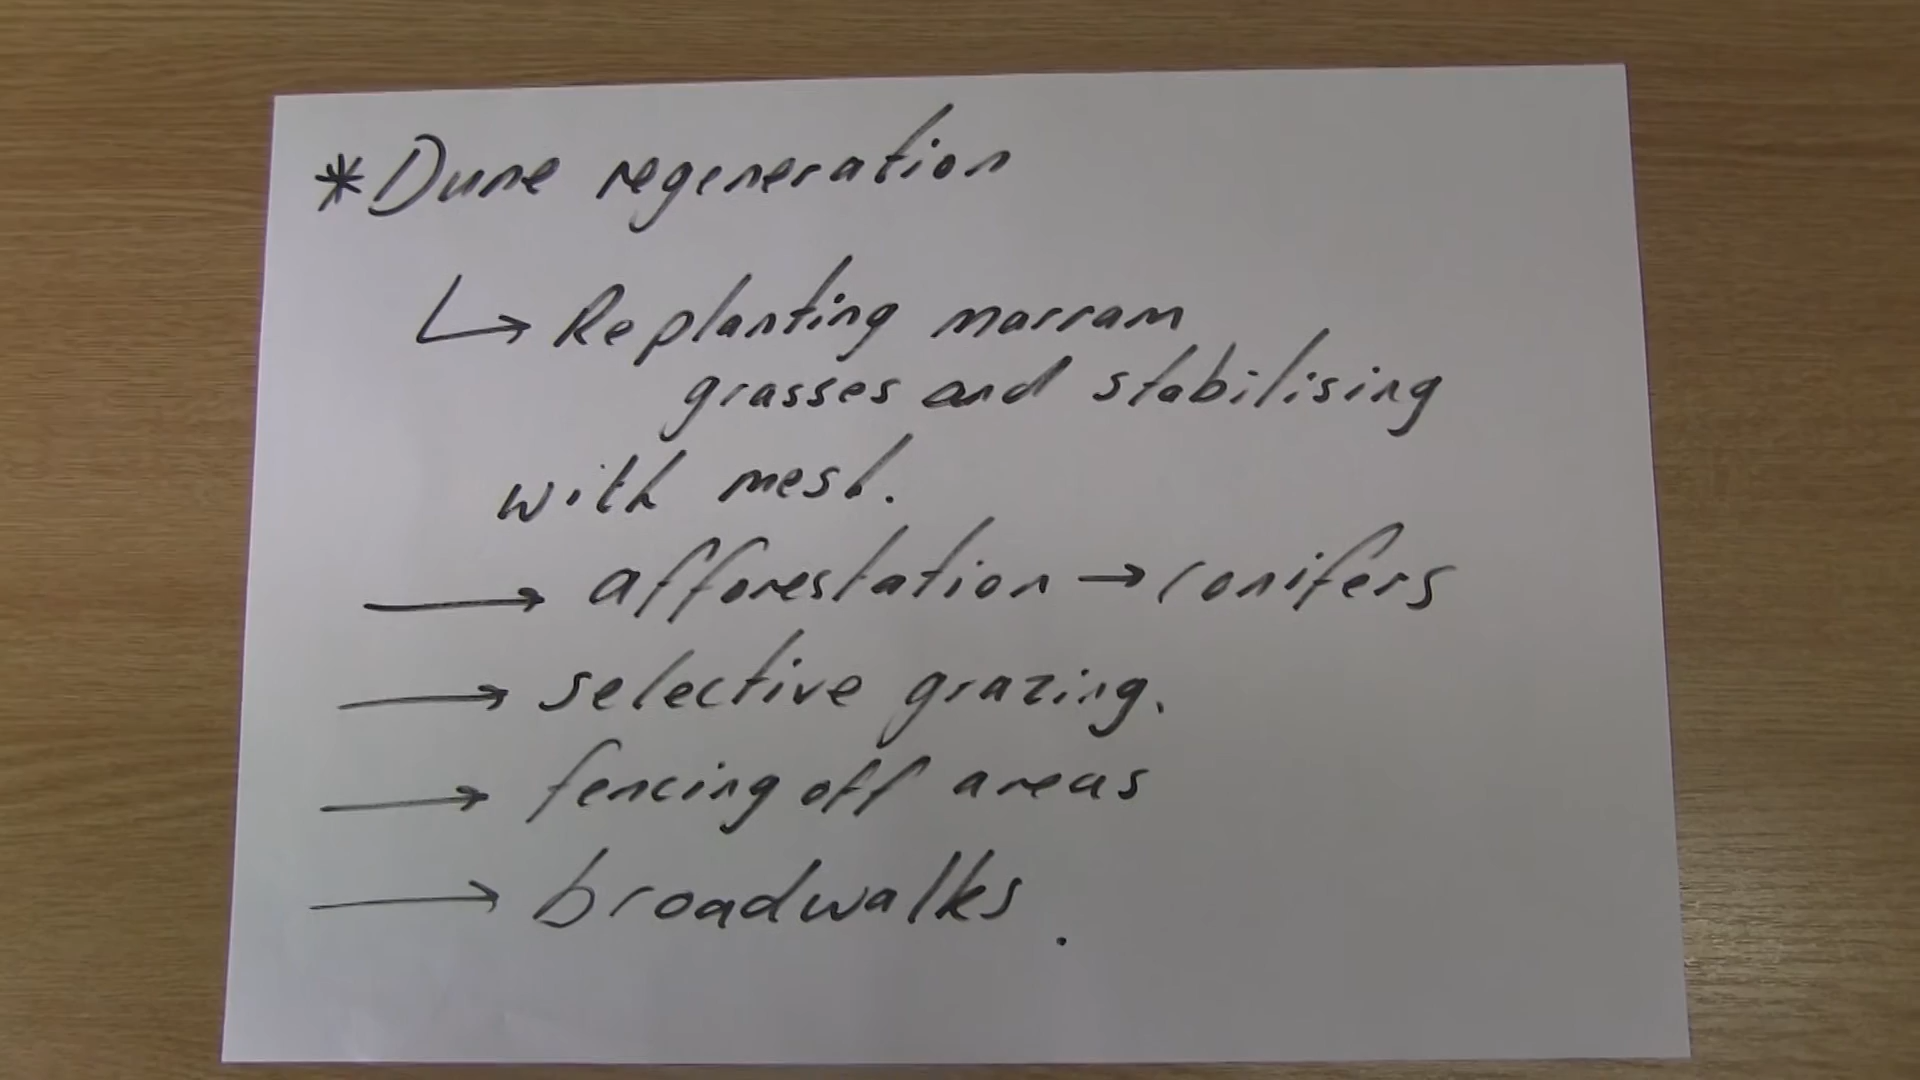 *Dune regeneration
↳ Replanting marram
grasses and stabilising
with mesh.
→ afforestation → conifers
→ selective grazing.
→ fencing off areas
→ broadwalks.